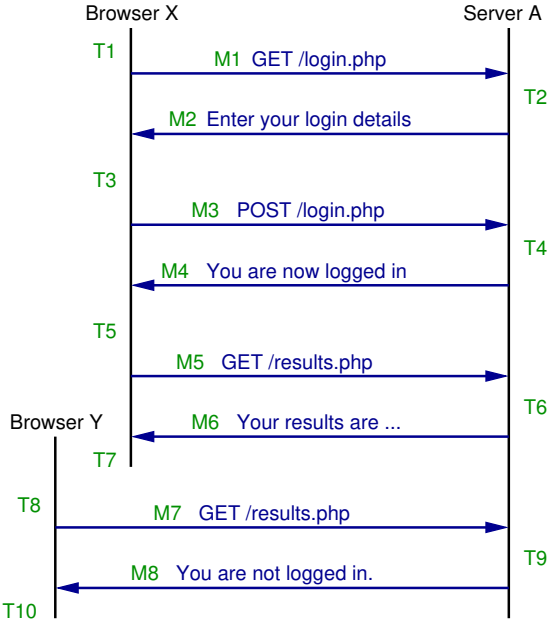 Browser X Server A
T1
M1 GET /login.php
T2
M2 Enter your login details
T3
M3 POST /login.php
T4
M4 You are now logged in
T5
M5 GET /results.php
T6
Browser Y
M6 Your results are ...
T7
T8
M7 GET /results.php
T9
M8 You are not logged in.
T10